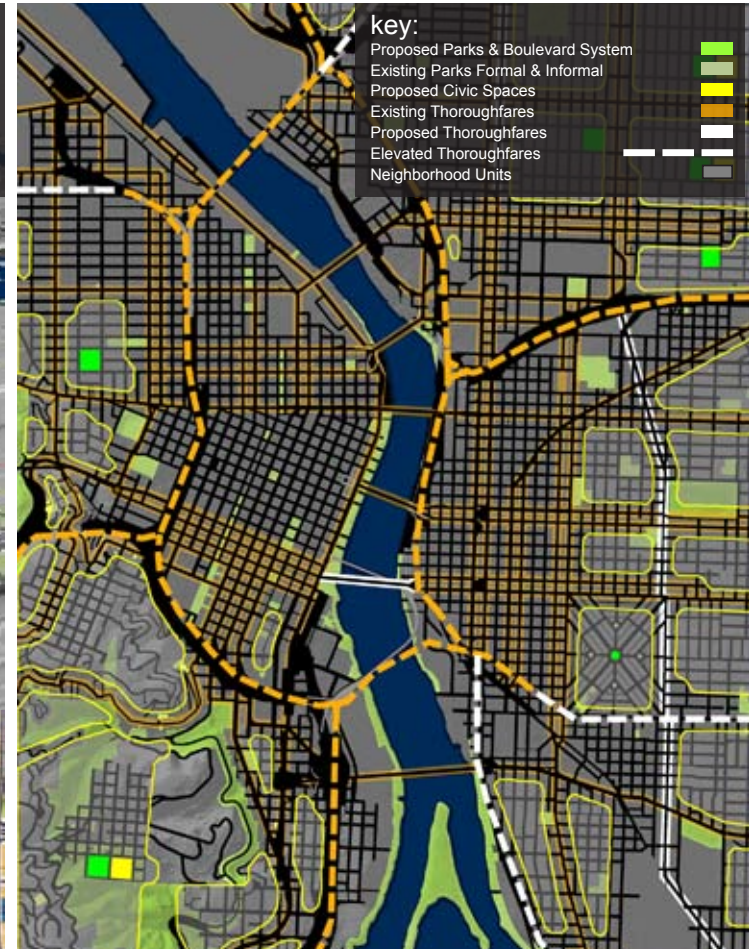 key:
Proposed Parks & Boulevard System
Existing Parks Formal & Informal
Proposed Civic Spaces
Existing Thoroughfares
Proposed Thoroughfares
Elevated Thoroughfares
Neighborhood Units